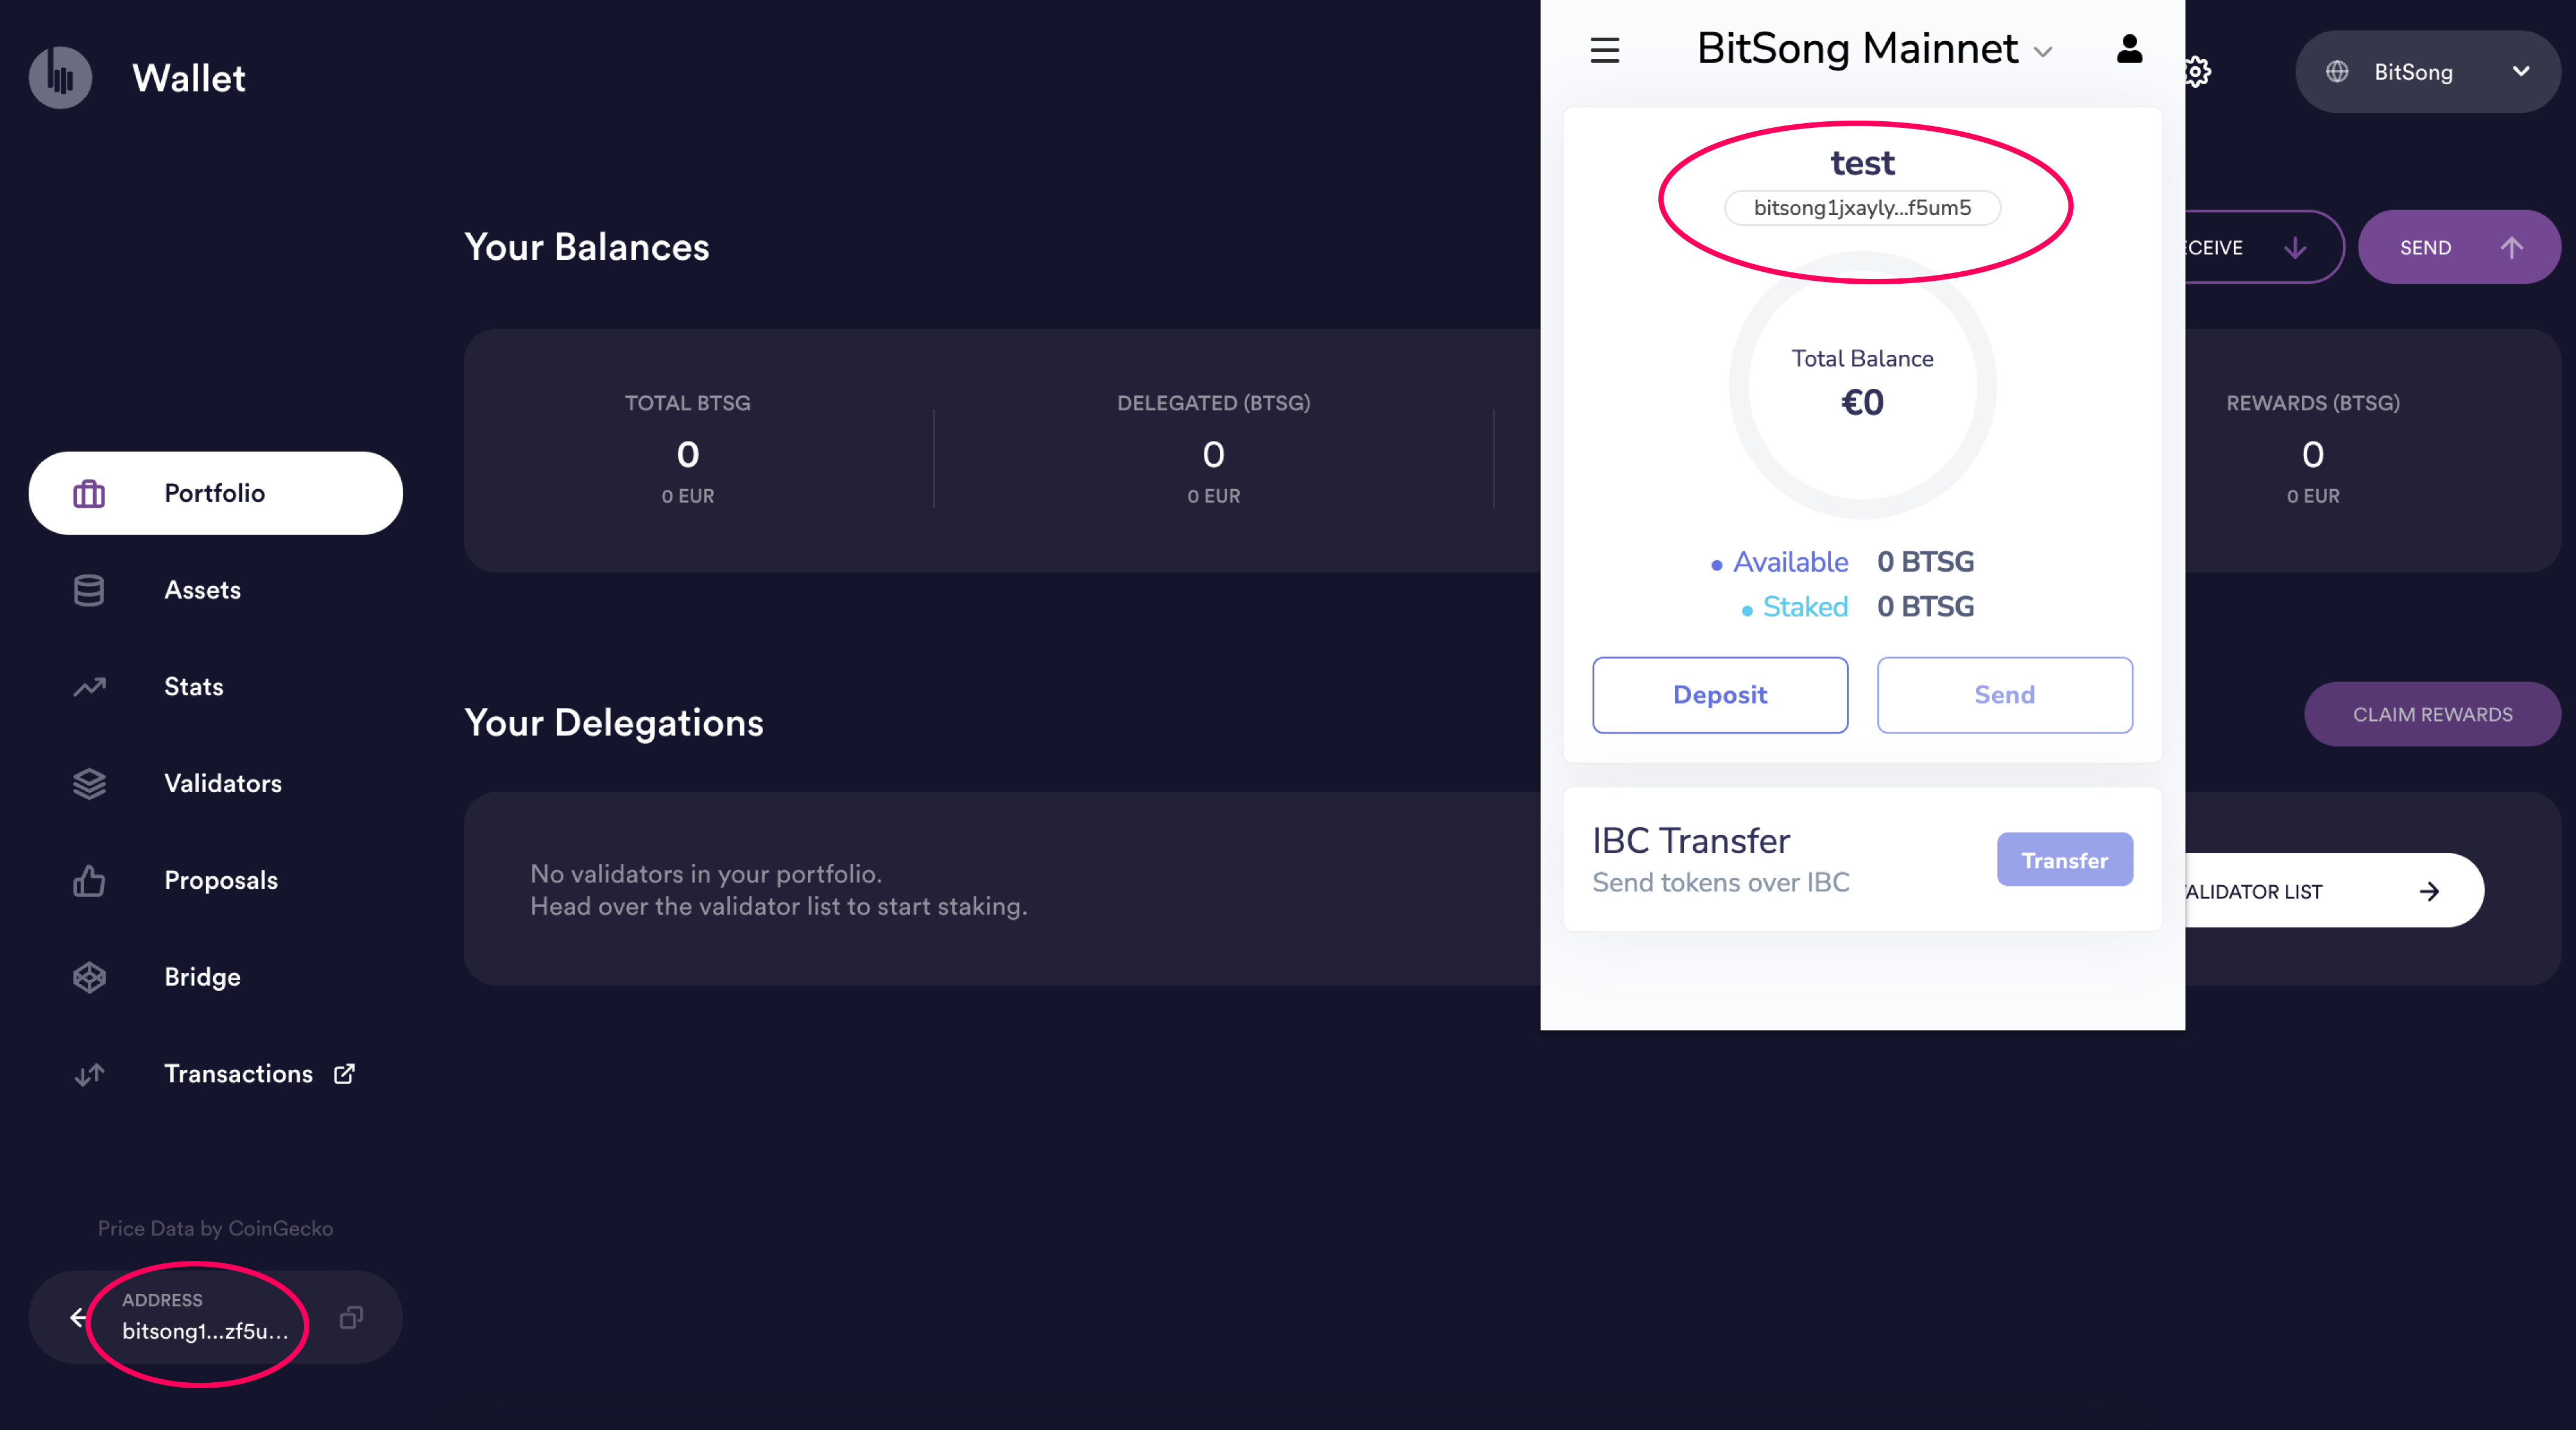 Wallet
BitSong
Portfolio
Assets
Stats
Validators
Proposals
Bridge
Transactions
Price Data by CoinGecko
ADDRESS
bitsong1...zf5u...
Your Balances
ECEIVE
SEND
TOTAL BTSG
0
0 EUR
DELEGATED (BTSG)
0
0 EUR
REWARDS (BTSG)
0
0 EUR
Your Delegations
CLAIM REWARDS
No validators in your portfolio.
Head over the validator list to start staking.
VALIDATOR LIST
BitSong Mainnet
test
bitsong1jxayly...f5um5
Total Balance
€0
Available 0 BTSG
Staked 0 BTSG
Deposit
Send
IBC Transfer
Send tokens over IBC
Transfer